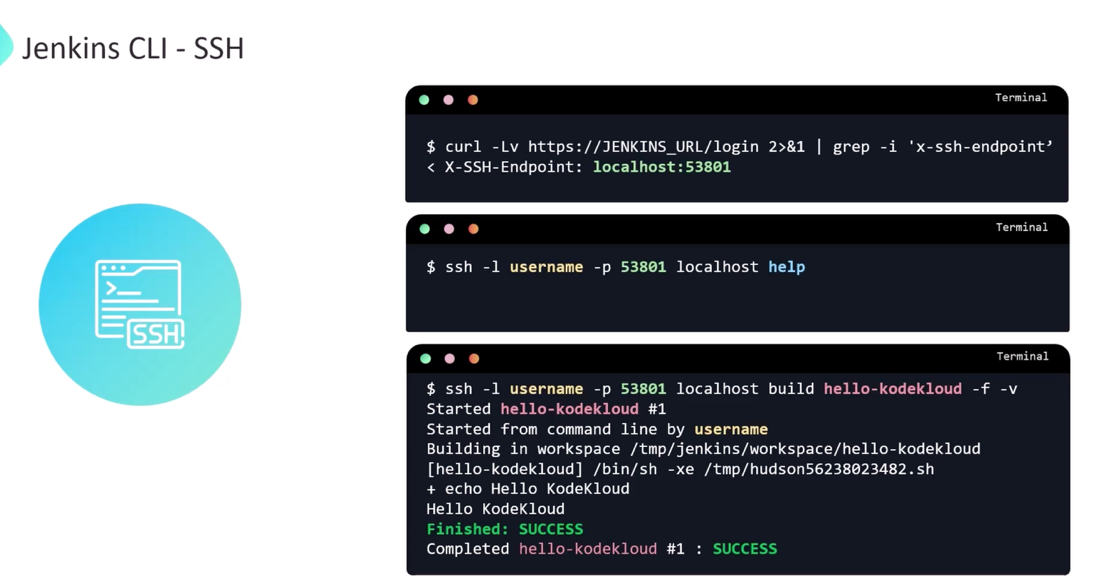 Jenkins CLI - SSH
Terminal
$ curl -Lv https://JENKINS_URL/login 2>&1 | grep -i 'x-ssh-endpoint’
< X-SSH-Endpoint: localhost:53801
Terminal
$ ssh -l username -p 53801 localhost help
SSH
Terminal
$ ssh -l username -p 53801 localhost build hello-kodekloud -f -v
Started hello-kodekloud #1
Started from command line by username
Building in workspace /tmp/jenkins/workspace/hello-kodekloud
[hello-kodekloud] /bin/sh -xe /tmp/hudson56238023482.sh
+ echo Hello KodeKloud
Hello KodeKloud
Finished: SUCCESS
Completed hello-kodekloud #1 : SUCCESS